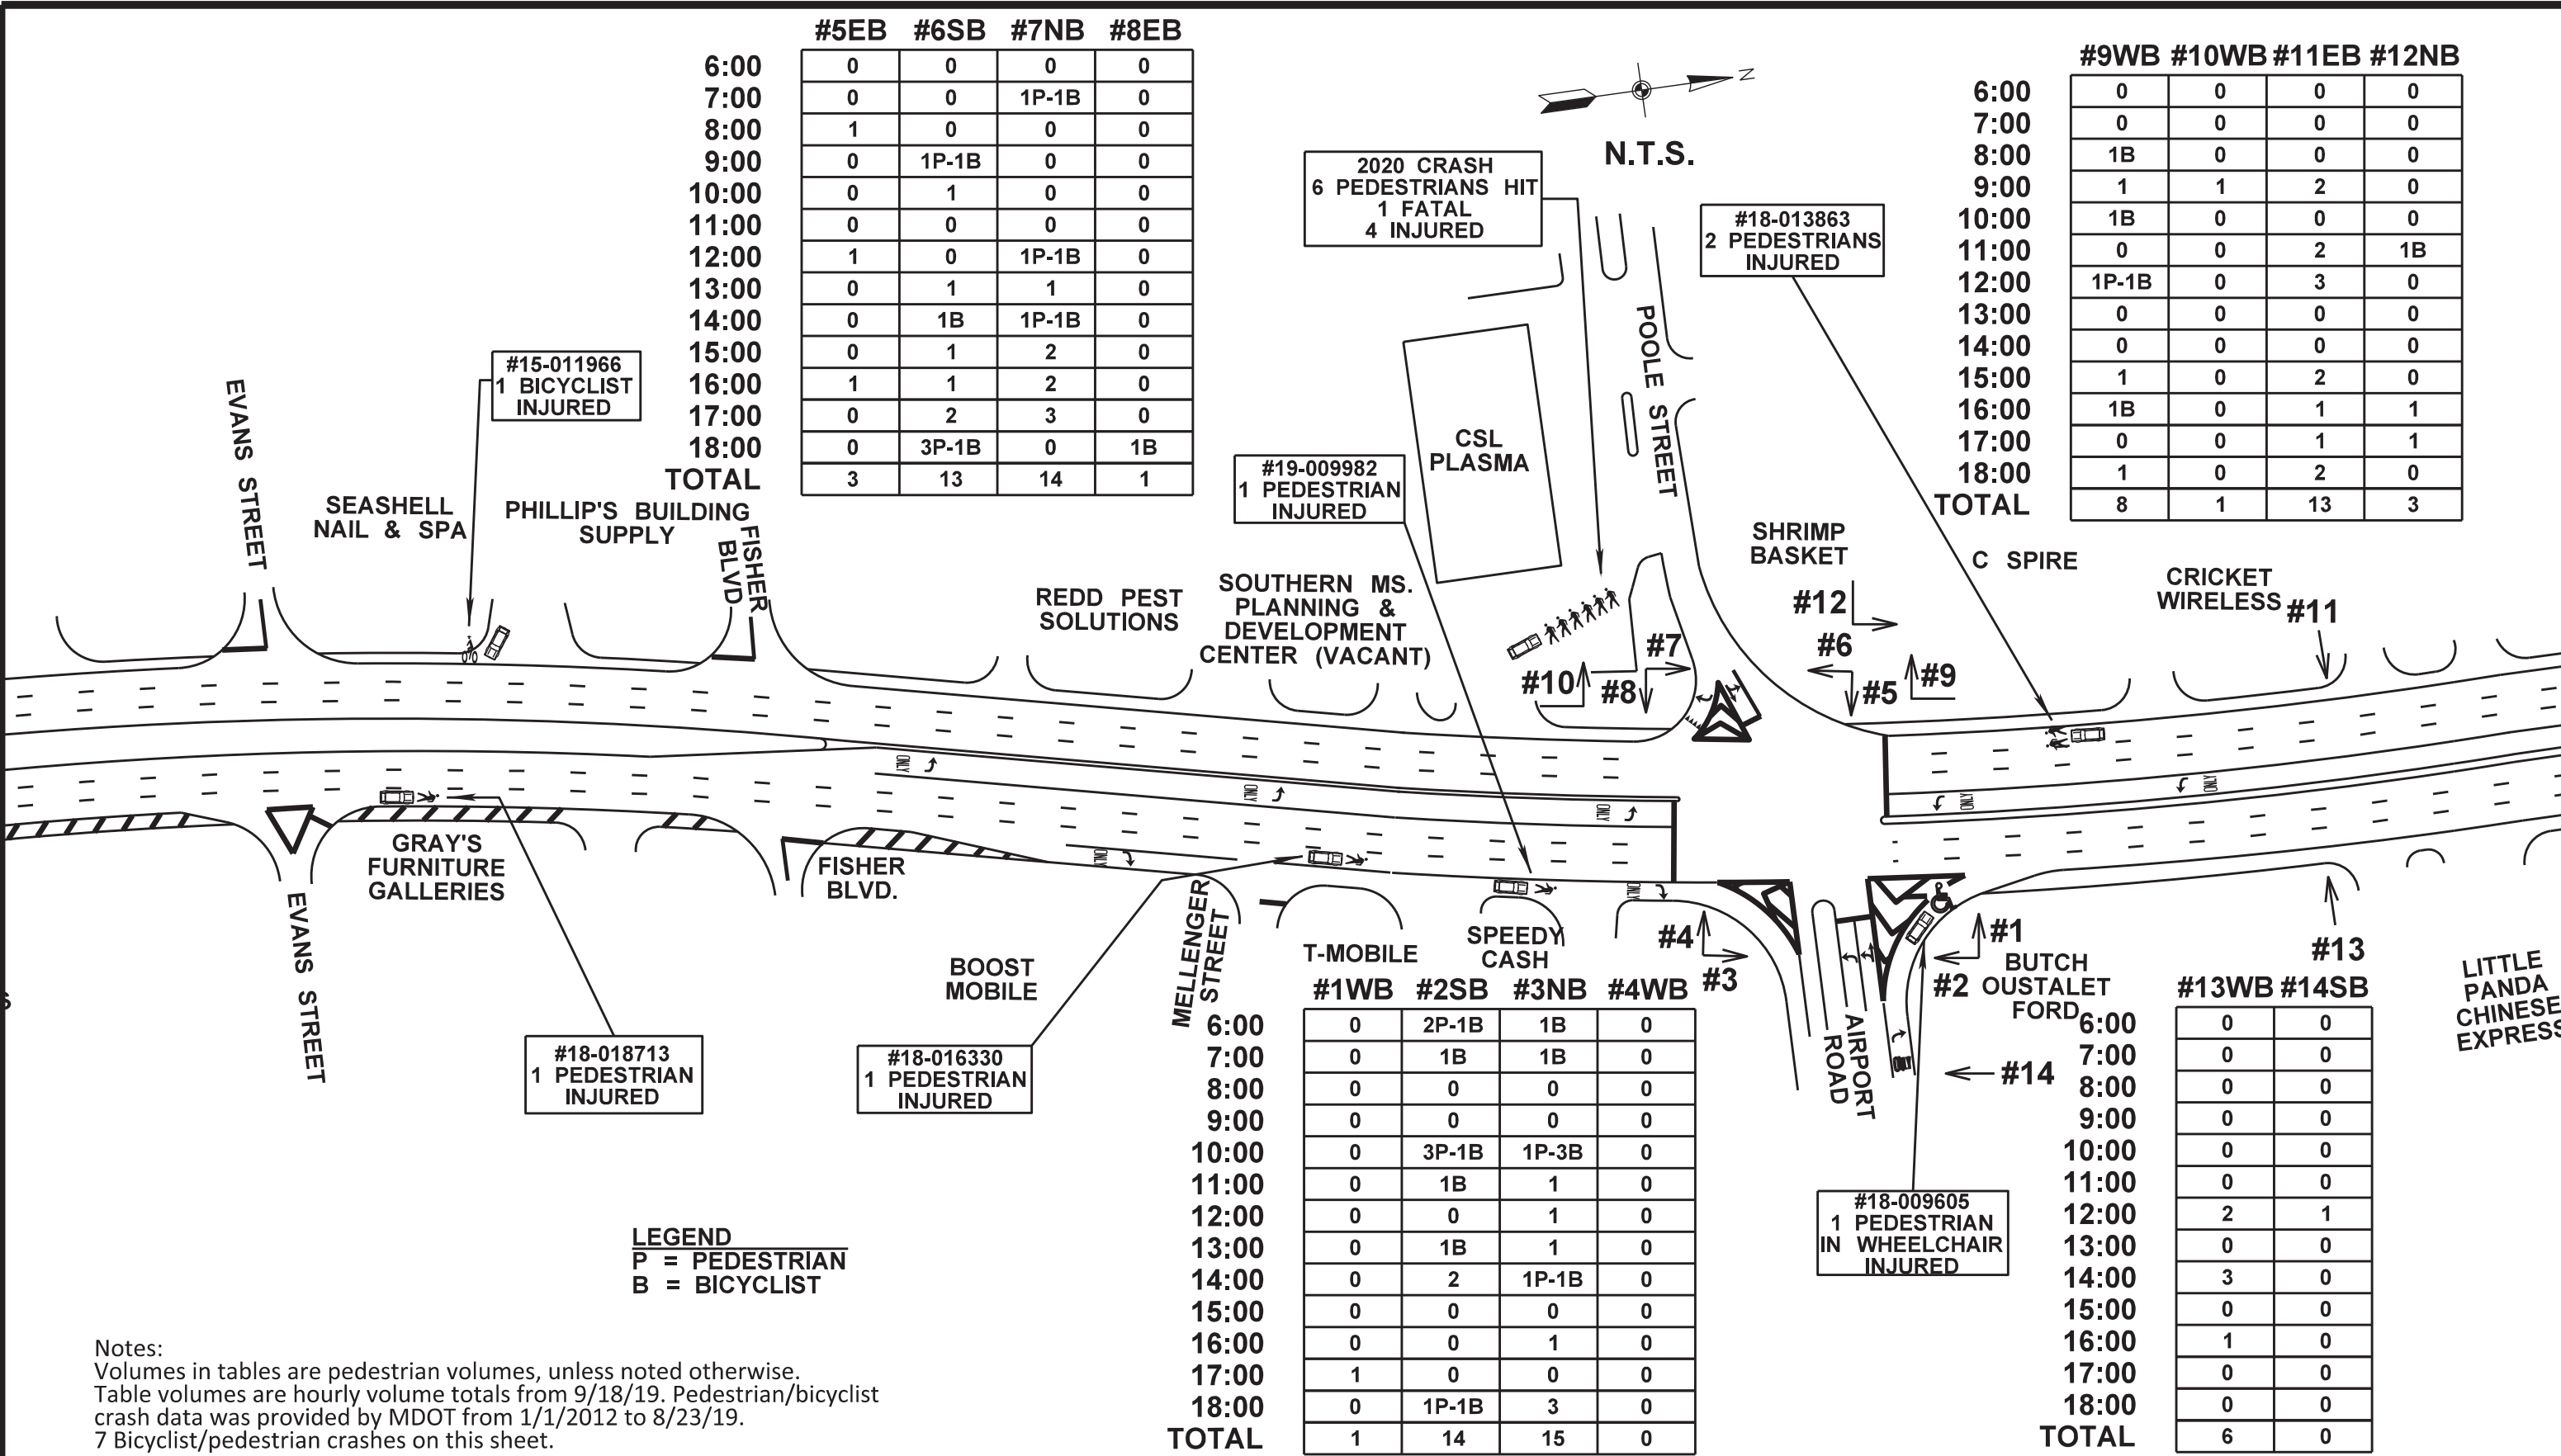 #5EB #6SB #7NB #8EB
6:00 0 0 0 0
7:00 0 0 1P-1B 0
8:00 1 0 0 0
9:00 0 1P-1B 0 0
10:00 0 1 0 0
11:00 0 0 0 0
12:00 1 0 1P-1B 0
13:00 0 1 1 0
14:00 0 1B 1P-1B 0
15:00 0 1 2 0
16:00 1 1 2 0
17:00 0 2 3 0
18:00 0 3P-1B 0 1B
TOTAL 3 13 14 1
N
N.T.S.
#9WB #10WB #11EB #12NB
6:00 0 0 0 0
7:00 0 0 0 0
8:00 1B 0 0 0
9:00 1 1 2 0
10:00 1B 0 0 0
11:00 0 0 2 1B
12:00 1P-1B 0 3 0
13:00 0 0 0 0
14:00 0 0 0 0
15:00 1 0 2 0
16:00 1B 0 1 1
17:00 0 0 1 1
18:00 1 0 2 0
TOTAL 8 1 13 3
2020 CRASH
6 PEDESTRIANS HIT
1 FATAL
4 INJURED
#18-013863
2 PEDESTRIANS
INJURED
#15-011966
1 BICYCLIST
INJURED
#19-009982
1 PEDESTRIAN
INJURED
EVANS STREET
SEASHELL
NAIL & SPA
PHILLIP'S BUILDING
SUPPLY
FISHER
BLVD
REDD PEST
SOLUTIONS
SOUTHERN MS.
PLANNING &
DEVELOPMENT
CENTER (VACANT)
CSL
PLASMA
POOLE STREET
SHRIMP
BASKET
C SPIRE
CRICKET
WIRELESS
#11
#12
#6
#5
#9
#7
#10
#8
ONLY
ONLY
ONLY
ONLY
ONLY
ONLY
ONLY
GRAY'S
FURNITURE
GALLERIES
EVANS STREET
FISHER
BLVD.
BOOST
MOBILE
MELLENGER
STREET
T-MOBILE
SPEEDY
CASH
#4
#3
#1
#2
BUTCH
OUSTALET
FORD
#13
#14
AIRPORT
ROAD
LITTLE
PANDA
CHINESE
EXPRESS
S
#18-018713
1 PEDESTRIAN
INJURED
#18-016330
1 PEDESTRIAN
INJURED
#18-009605
1 PEDESTRIAN
IN WHEELCHAIR
INJURED
#1WB #2SB #3NB #4WB
6:00 0 2P-1B 1B 0
7:00 0 1B 1B 0
8:00 0 0 0 0
9:00 0 0 0 0
10:00 0 3P-1B 1P-3B 0
11:00 0 1B 1 0
12:00 0 0 1 0
13:00 0 1B 1 0
14:00 0 2 1P-1B 0
15:00 0 0 0 0
16:00 0 0 1 0
17:00 1 0 0 0
18:00 0 1P-1B 3 0
TOTAL 1 14 15 0
#13WB #14SB
6:00 0 0
7:00 0 0
8:00 0 0
9:00 0 0
10:00 0 0
11:00 0 0
12:00 2 1
13:00 0 0
14:00 3 0
15:00 0 0
16:00 1 0
17:00 0 0
18:00 0 0
TOTAL 6 0
LEGEND
P = PEDESTRIAN
B = BICYCLIST
Notes:
Volumes in tables are pedestrian volumes, unless noted otherwise.
Table volumes are hourly volume totals from 9/18/19. Pedestrian/bicyclist
crash data was provided by MDOT from 1/1/2012 to 8/23/19.
7 Bicyclist/pedestrian crashes on this sheet.